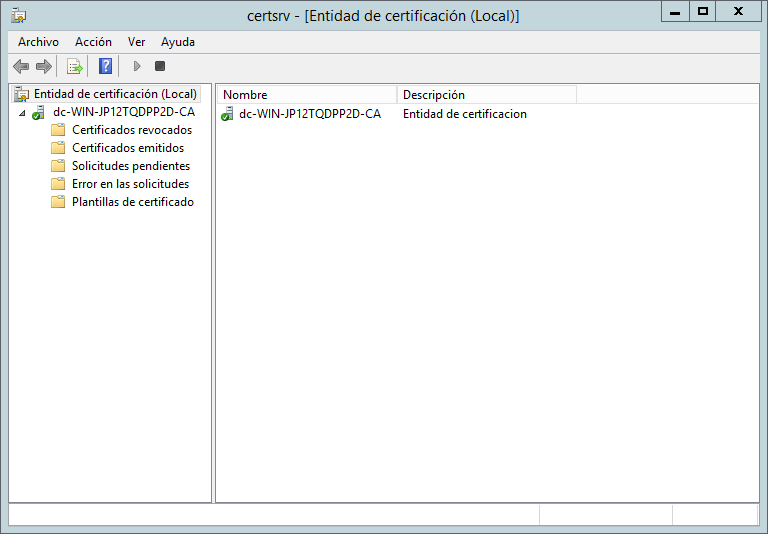 certsrv - [Entidad de certificación (Local)]
Archivo Acción Ver Ayuda
Entidad de certificación (Local)
dc-WIN-JP12TQDPP2D-CA
Certificados revocados
Certificados emitidos
Solicitudes pendientes
Error en las solicitudes
Plantillas de certificado
Nombre Descripción
dc-WIN-JP12TQDPP2D-CA Entidad de certificacion